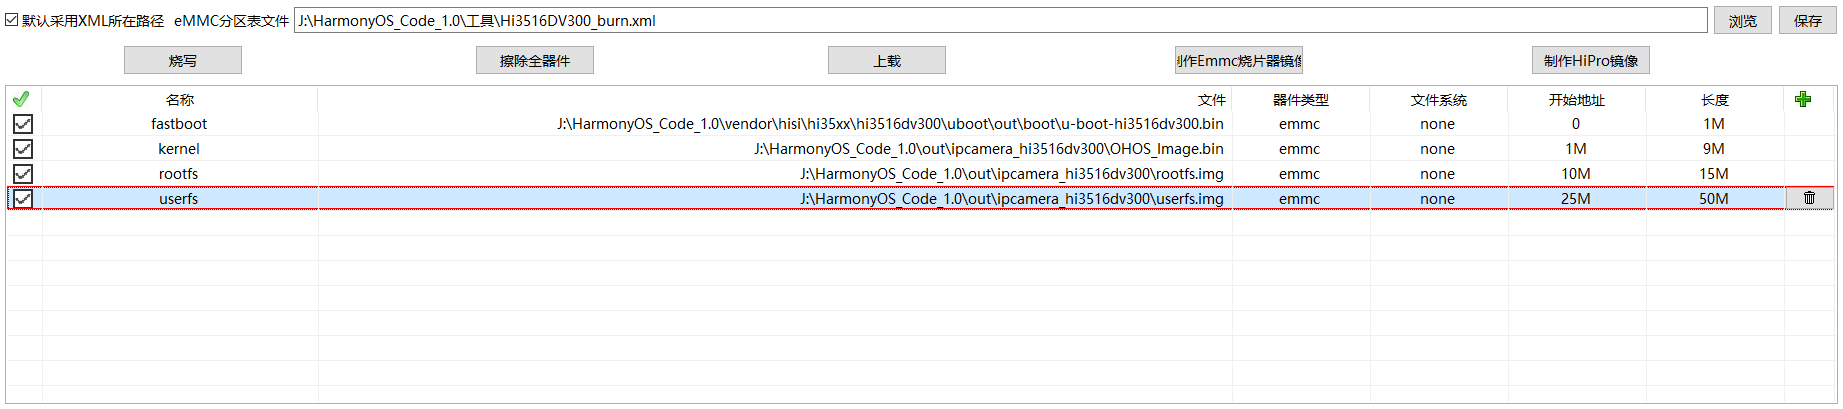 默认采用XML所在路径 eMMC分区表文件 J:\HarmonyOS_Code_1.0\工具\Hi3516DV300_burn.xml 浏览 保存
烧写 擦除全器件 上载 制作Emmc烧片器镜像 制作HiPro镜像
名称 文件 器件类型 文件系统 开始地址 长度
fastboot J:\HarmonyOS_Code_1.0\vendor\hisi\hi35xx\hi3516dv300\uboot\out\boot\u-boot-hi3516dv300.bin emmc none 0 1M
kernel J:\HarmonyOS_Code_1.0\out\ipcamera_hi3516dv300\OHOS_Image.bin emmc none 1M 9M
rootfs J:\HarmonyOS_Code_1.0\out\ipcamera_hi3516dv300\rootfs.img emmc none 10M 15M
userfs J:\HarmonyOS_Code_1.0\out\ipcamera_hi3516dv300\userfs.img emmc none 25M 50M